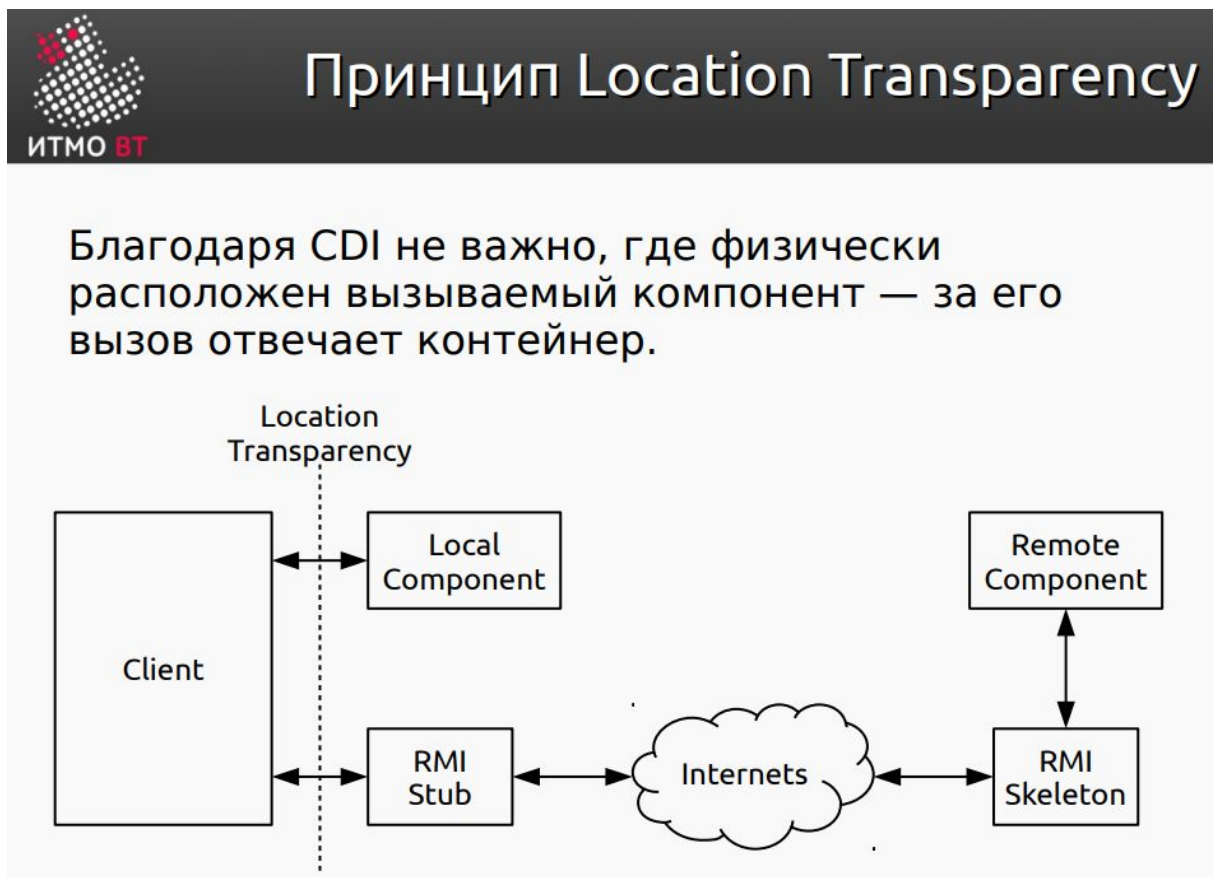 Принцип Location Transparency
ИТМО ВТ
Благодаря CDI не важно, где физически
расположен вызываемый компонент — за его
вызов отвечает контейнер.
Location
Transparency
Local
Component
Remote
Component
Client
RMI
Stub
Internets
RMI
Skeleton